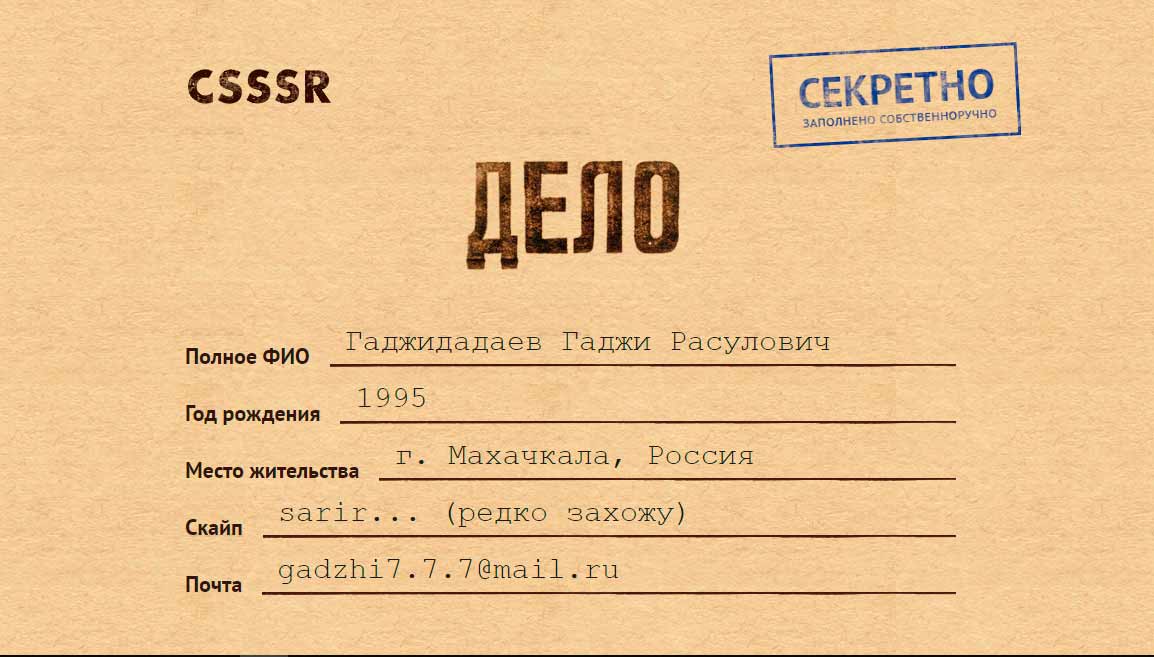 CSSSR
СЕКРЕТНО
ЗАПОЛНЕНО СОБСТВЕННОРУЧНО
ДЕЛО
Полное ФИО Гаджидадаев Гаджи Расулович
Год рождения 1995
Место жительства г. Махачкала, Россия
Скайп sarir... (редко захожу)
Почта gadzhi7.7.7@mail.ru